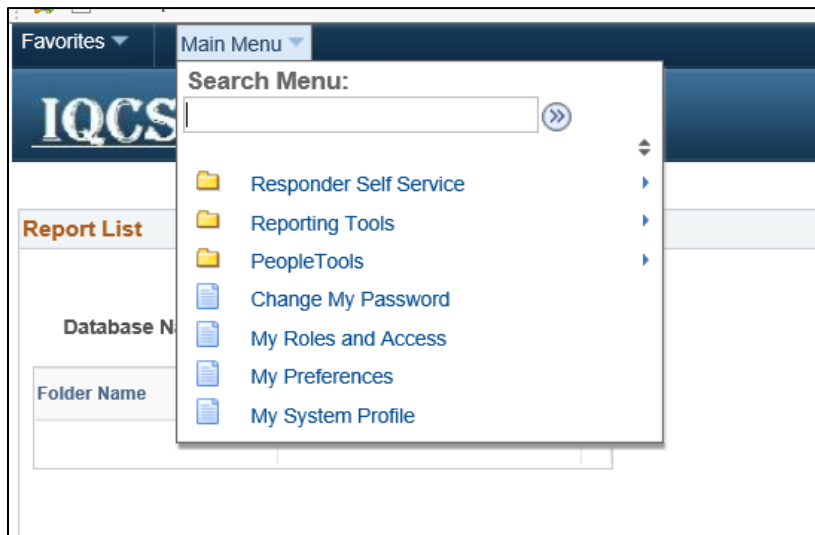 Favorites
Main Menu
Search Menu:
IQCS
Responder Self Service
Report List
Reporting Tools
PeopleTools
Change My Password
Database
My Roles and Access
Folder Name
My Preferences
My System Profile